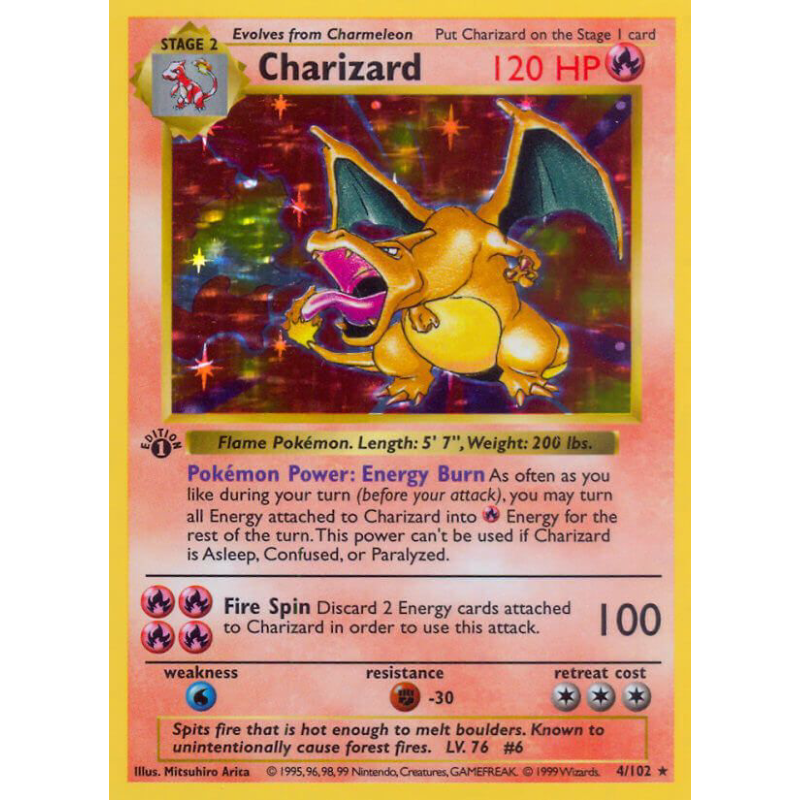 STAGE 2
Evolves from Charmeleon Put Charizard on the Stage 1 card
Charizard 120 HP
EDITION
1
Flame Pokémon. Length: 5' 7", Weight: 200 lbs.
Pokémon Power: Energy Burn As often as you
like during your turn (before your attack), you may turn
all Energy attached to Charizard into Energy for the
rest of the turn. This power can't be used if Charizard
is Asleep, Confused, or Paralyzed.
Fire Spin Discard 2 Energy cards attached
to Charizard in order to use this attack.
100
weakness resistance retreat cost
-30
Spits fire that is hot enough to melt boulders. Known to
unintentionally cause forest fires. LV. 76 #6
Illus. Mitsuhiro Arita © 1995, 96, 98, 99 Nintendo, Creatures, GAMEFREAK. © 1999 Wizards. 4/102 ★